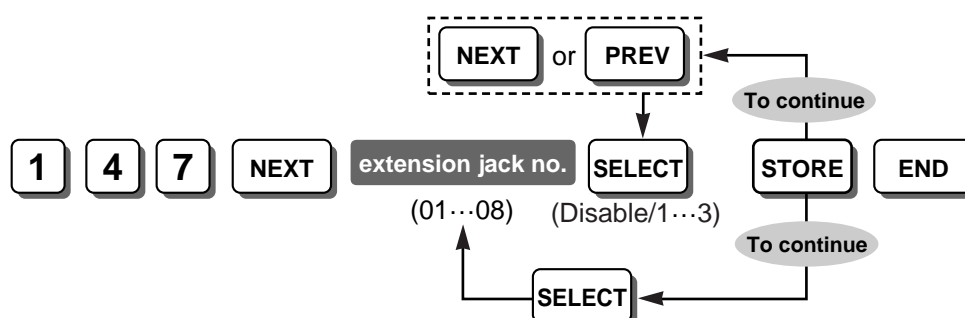 NEXT or PREV
To continue
1 4 7 NEXT extension jack no. SELECT STORE END
(01···08) (Disable/1···3)
To continue
SELECT